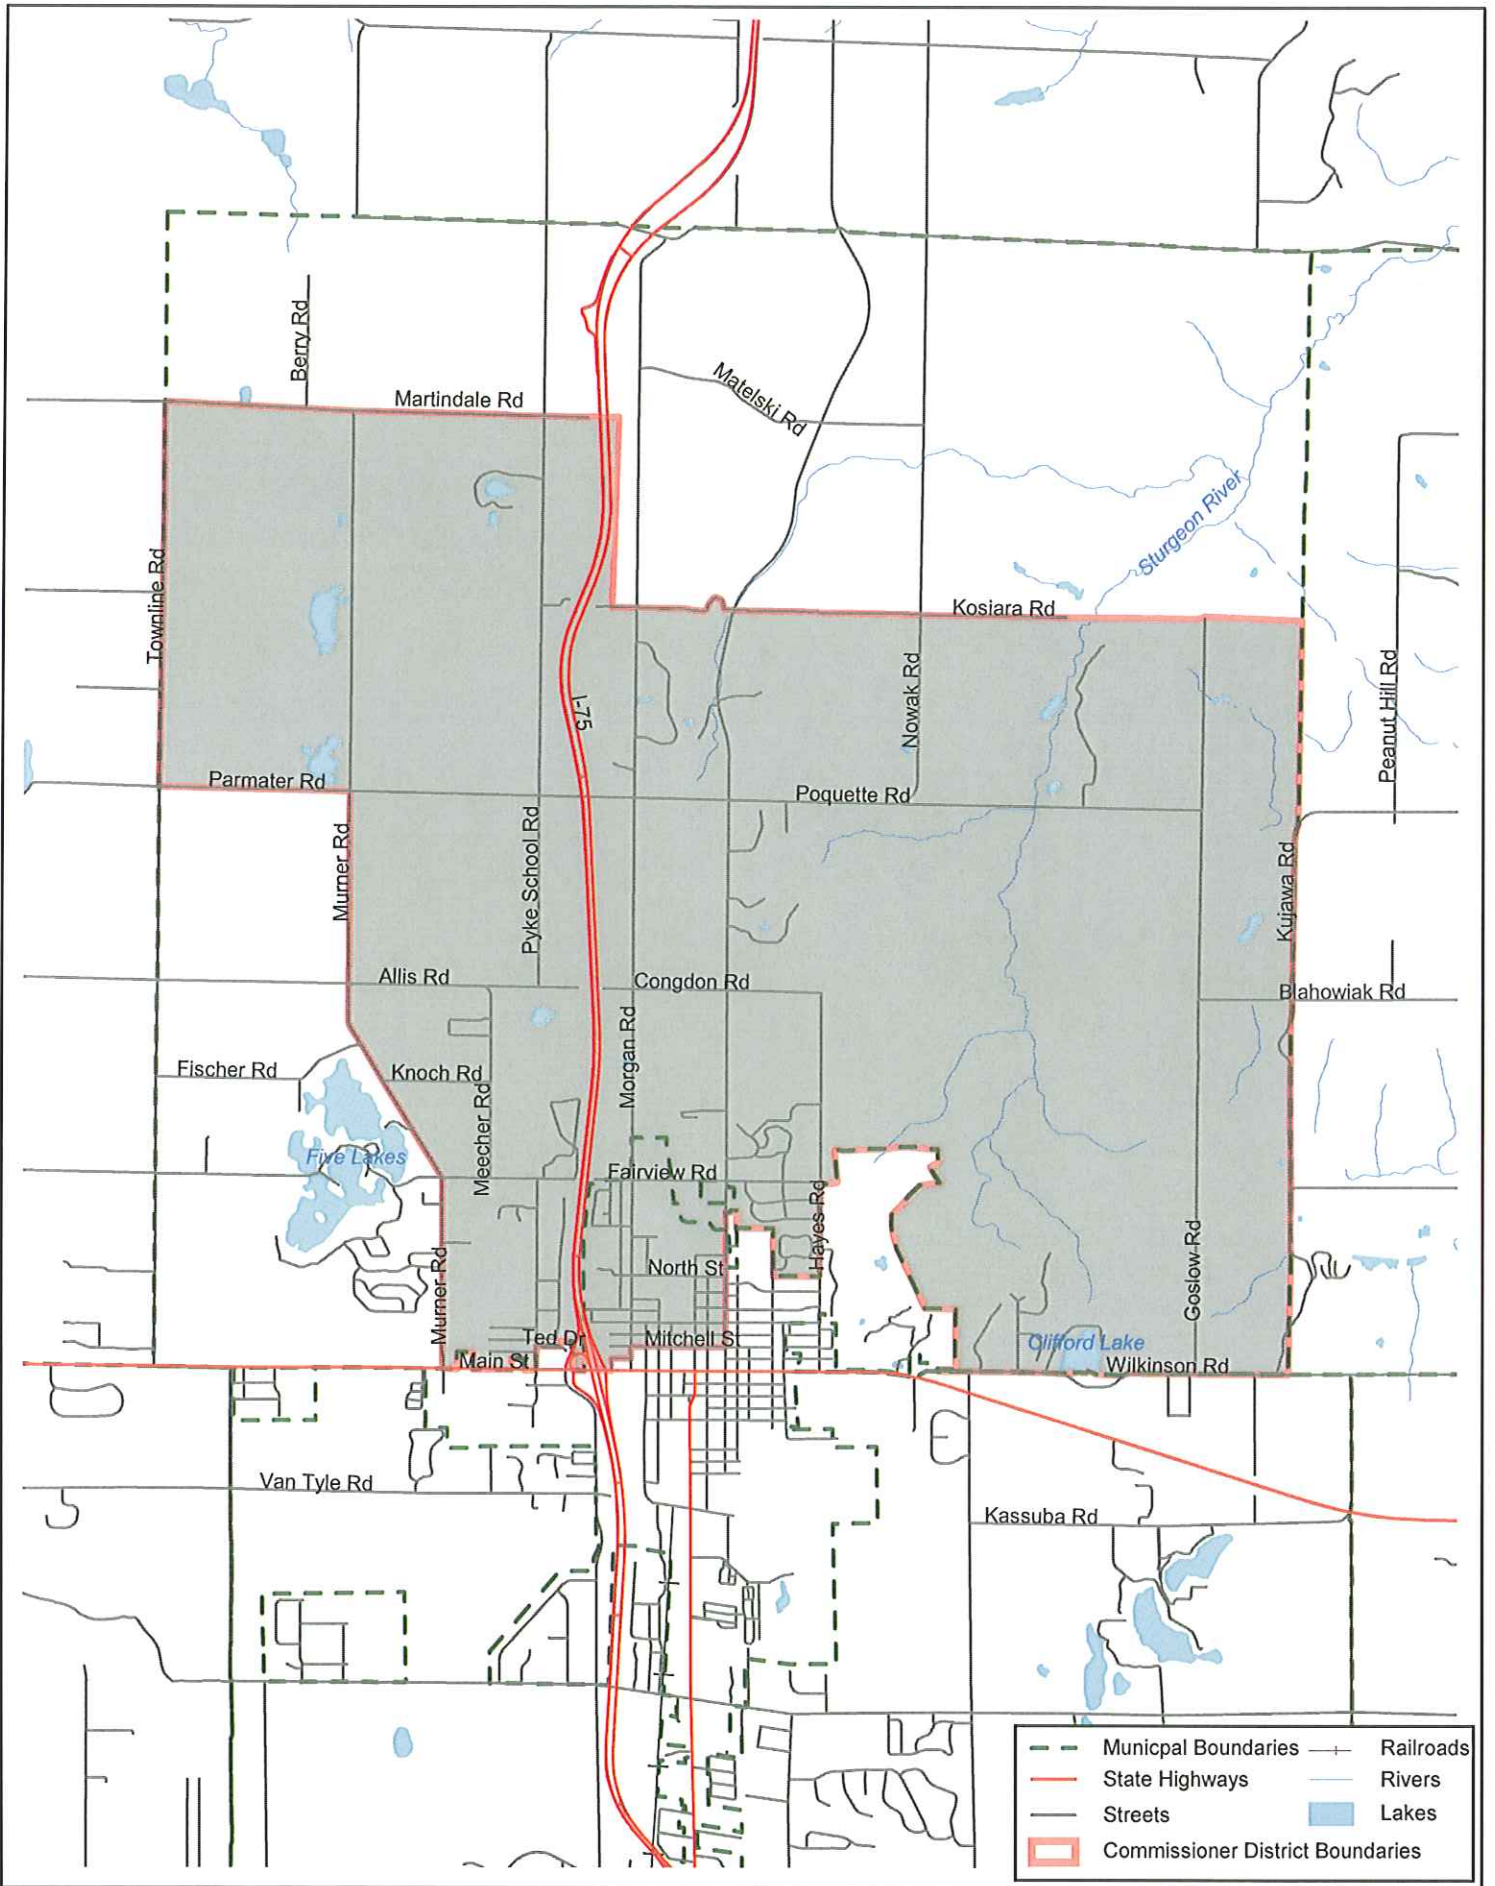 Berry Rd
Martindale Rd
Matelski Rd
Sturgeon River
Townline Rd
Kosiara Rd
I-75
Nowak Rd
Peanut Hill Rd
Parmater Rd
Poquette Rd
Murner Rd
Pyke School Rd
Kujawa Rd
Allis Rd
Congdon Rd
Blahowiak Rd
Morgan Rd
Fischer Rd
Knoch Rd
Meecher Rd
Five Lakes
Fairview Rd
Hayes Rd
Goslow Rd
North St
Murner Rd
Ted Dr
Mitchell St
Clifford Lake
Main St
Wilkinson Rd
Van Tyle Rd
Kassuba Rd
Municpal Boundaries
Railroads
State Highways
Rivers
Streets
Lakes
Commissioner District Boundaries